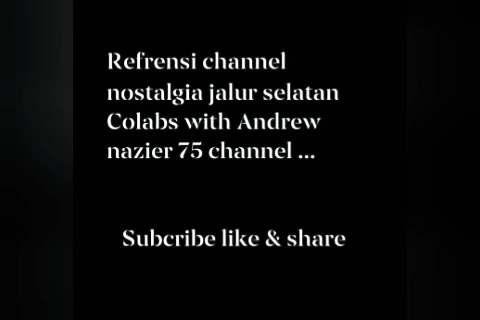 Refrensi channel
nostalgia jalur selatan
Colabs with Andrew
nazier 75 channel ...
Subcribe like & share